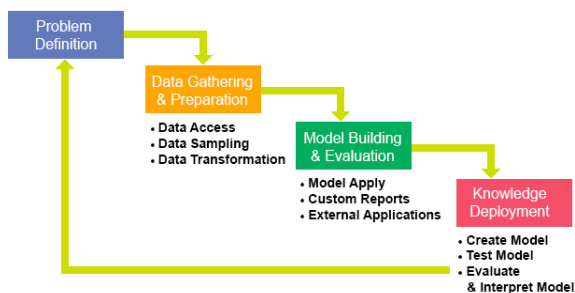 Problem
Definition
Data Gathering
& Preparation
• Data Access
• Data Sampling
• Data Transformation
Model Building
& Evaluation
• Model Apply
• Custom Reports
• External Applications
Knowledge
Deployment
• Create Model
• Test Model
• Evaluate
& Interpret Model